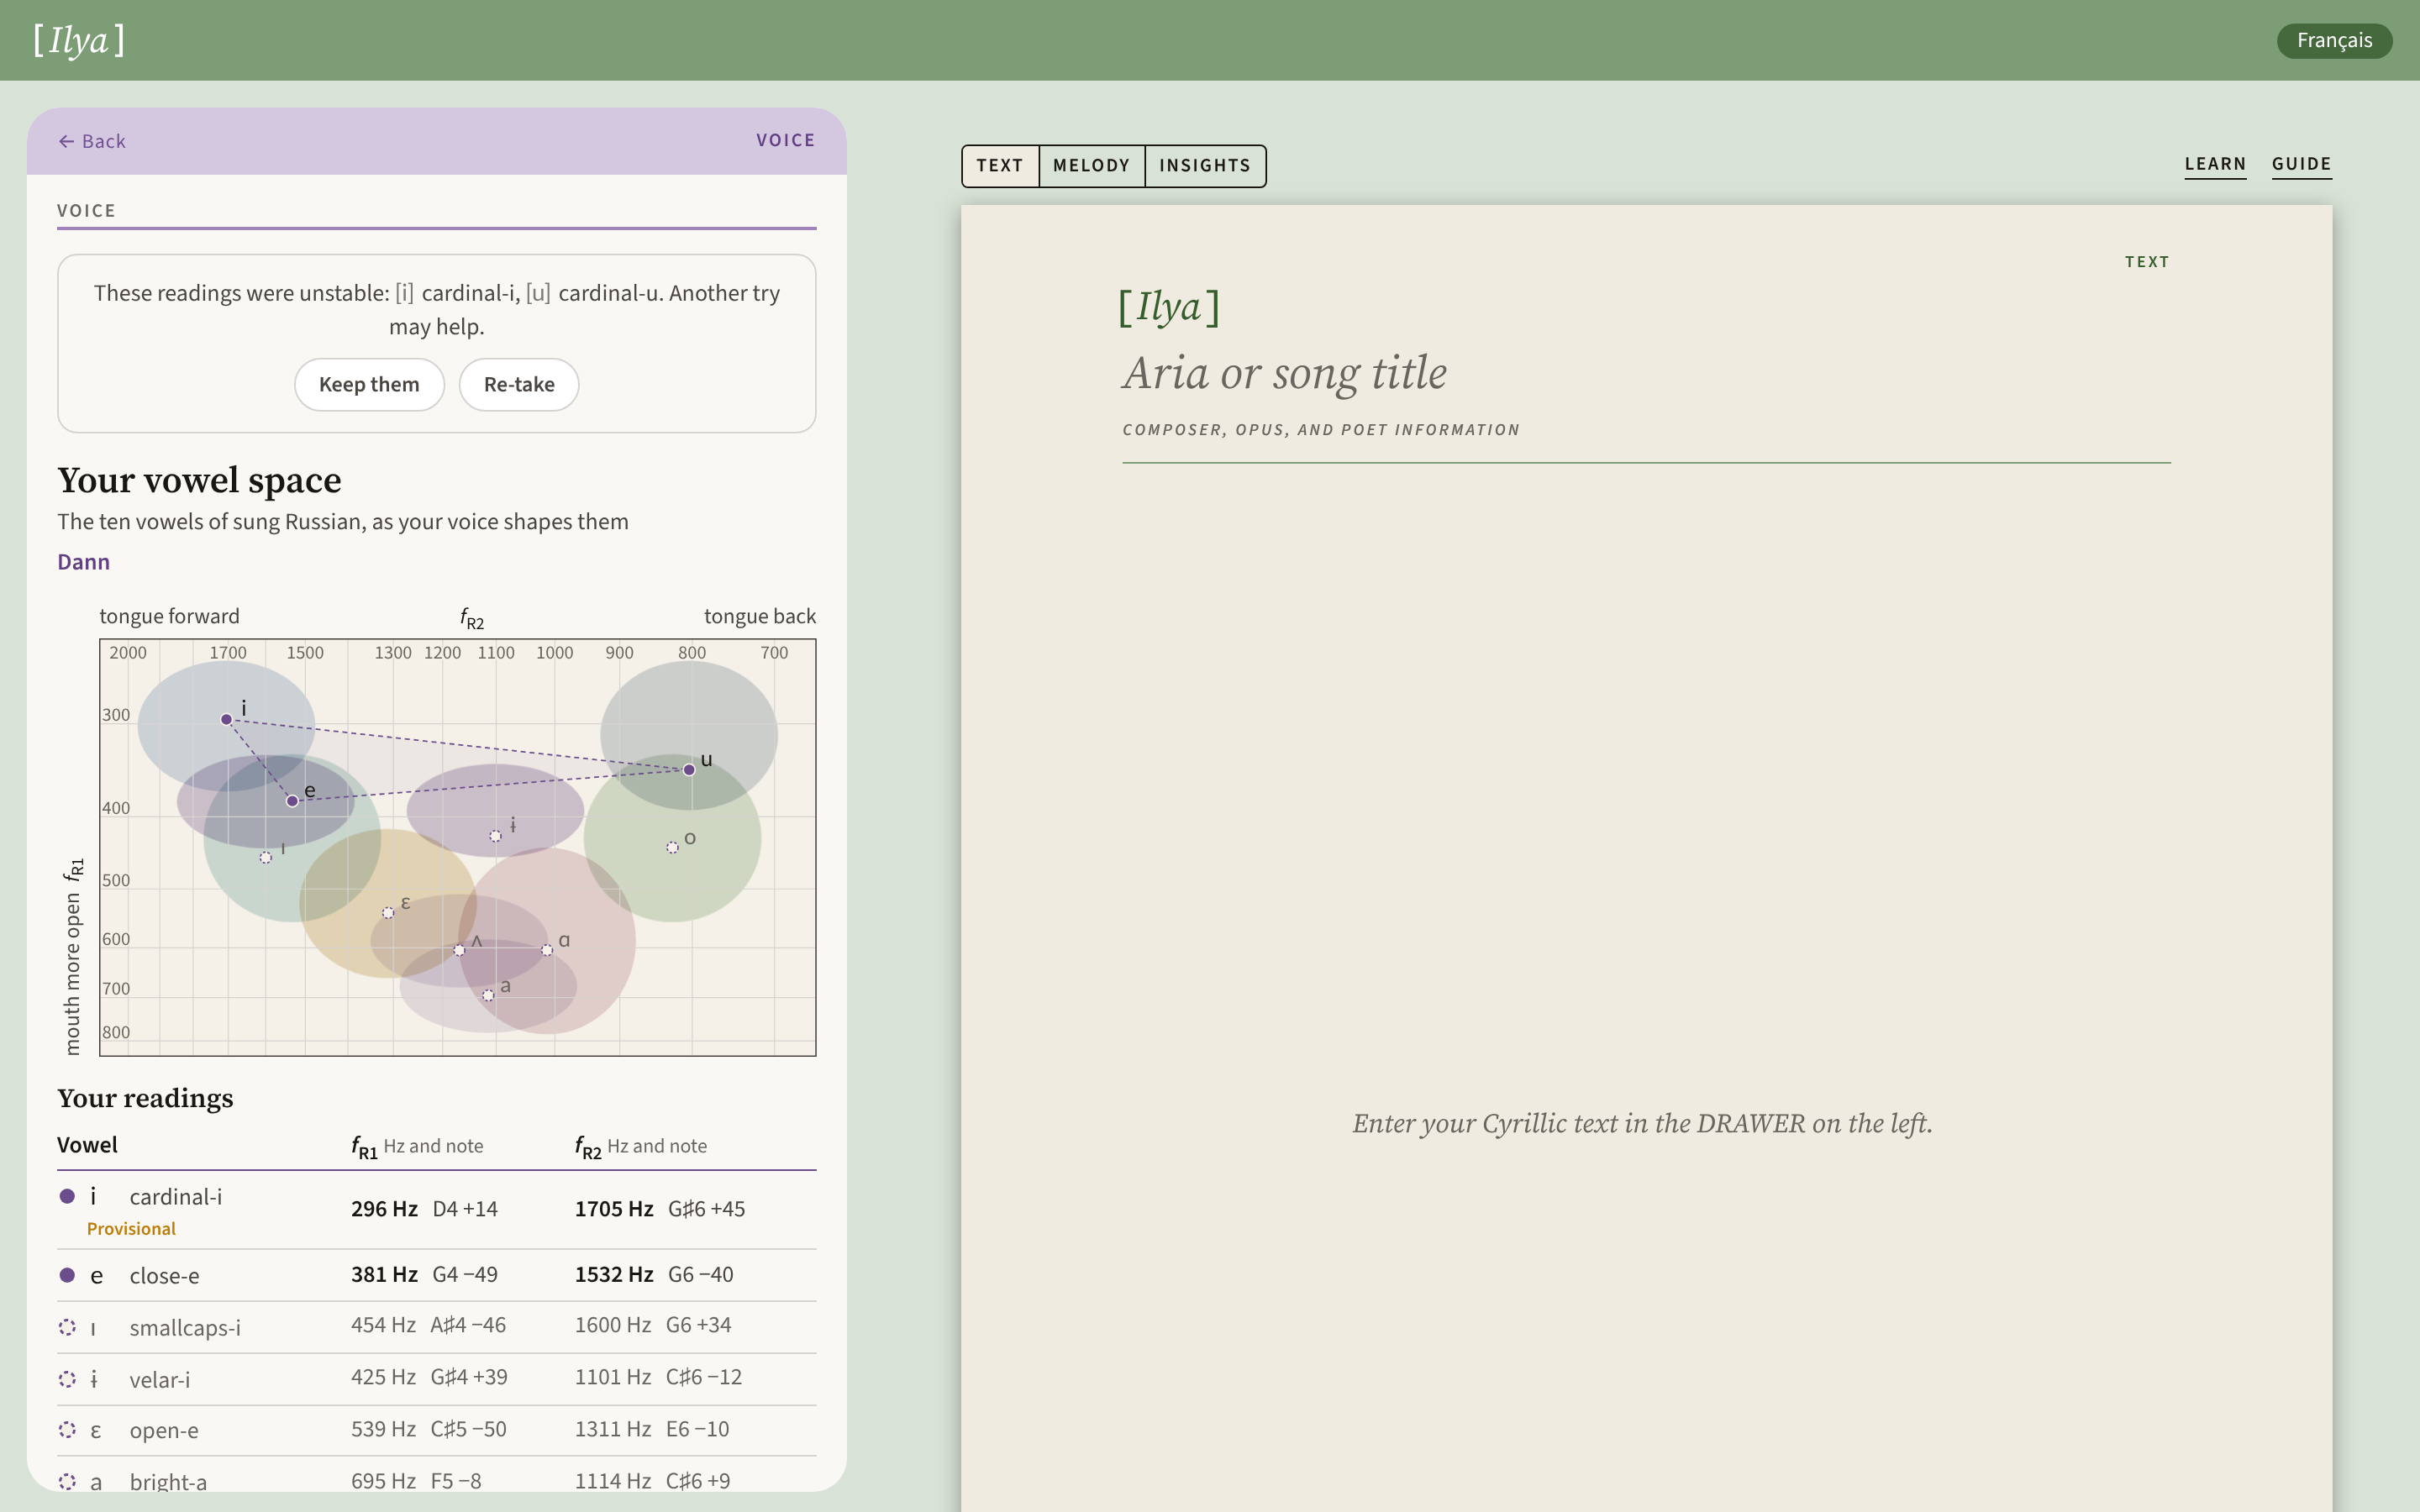 [Ilya]
Français
← Back
VOICE
VOICE
These readings were unstable: [i] cardinal-i, [u] cardinal-u. Another try
may help.
Keep them
Re-take
Your vowel space
The ten vowels of sung Russian, as your voice shapes them
Dann
tongue forward
fR2
tongue back
2000 1700 1500 1300 1200 1100 1000 900 800 700
300
400
500
600
700
800
mouth more open fR1
i
u
e
ɨ
o
ı
ɛ
ʌ
ɑ
a
Your readings
Vowel fR1 Hz and note fR2 Hz and note
i cardinal-i 296 Hz D4 +14 1705 Hz G♯6 +45
Provisional
e close-e 381 Hz G4 −49 1532 Hz G6 −40
ı smallcaps-i 454 Hz A♯4 −46 1600 Hz G6 +34
ɨ velar-i 425 Hz G♯4 +39 1101 Hz C♯6 −12
ɛ open-e 539 Hz C♯5 −50 1311 Hz E6 −10
a bright-a 695 Hz F5 −8 1114 Hz C♯6 +9
TEXT
MELODY
INSIGHTS
LEARN
GUIDE
TEXT
[Ilya]
Aria or song title
COMPOSER, OPUS, AND POET INFORMATION
Enter your Cyrillic text in the DRAWER on the left.